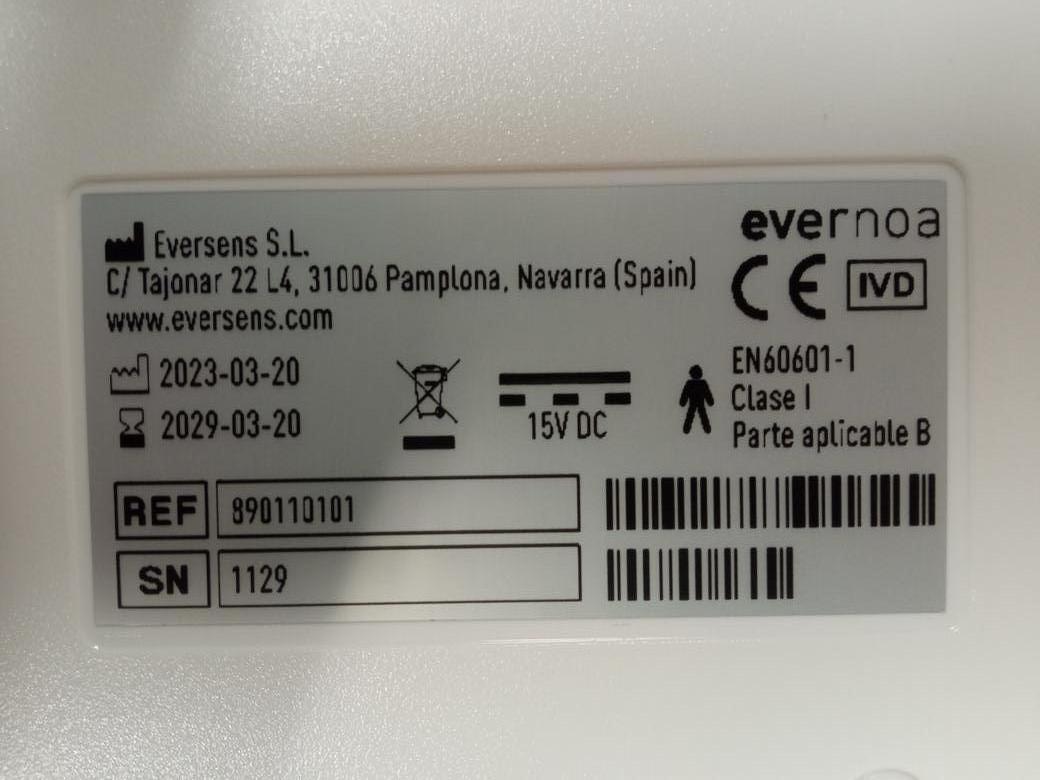 evernoa
Eversens S.L.
C/ Tajonar 22 L4, 31006 Pamplona, Navarra (Spain)
www.eversens.com
CE IVD
2023-03-20
2029-03-20
15V DC
EN60601-1
Clase I
Parte aplicable B
REF 890110101
SN 1129